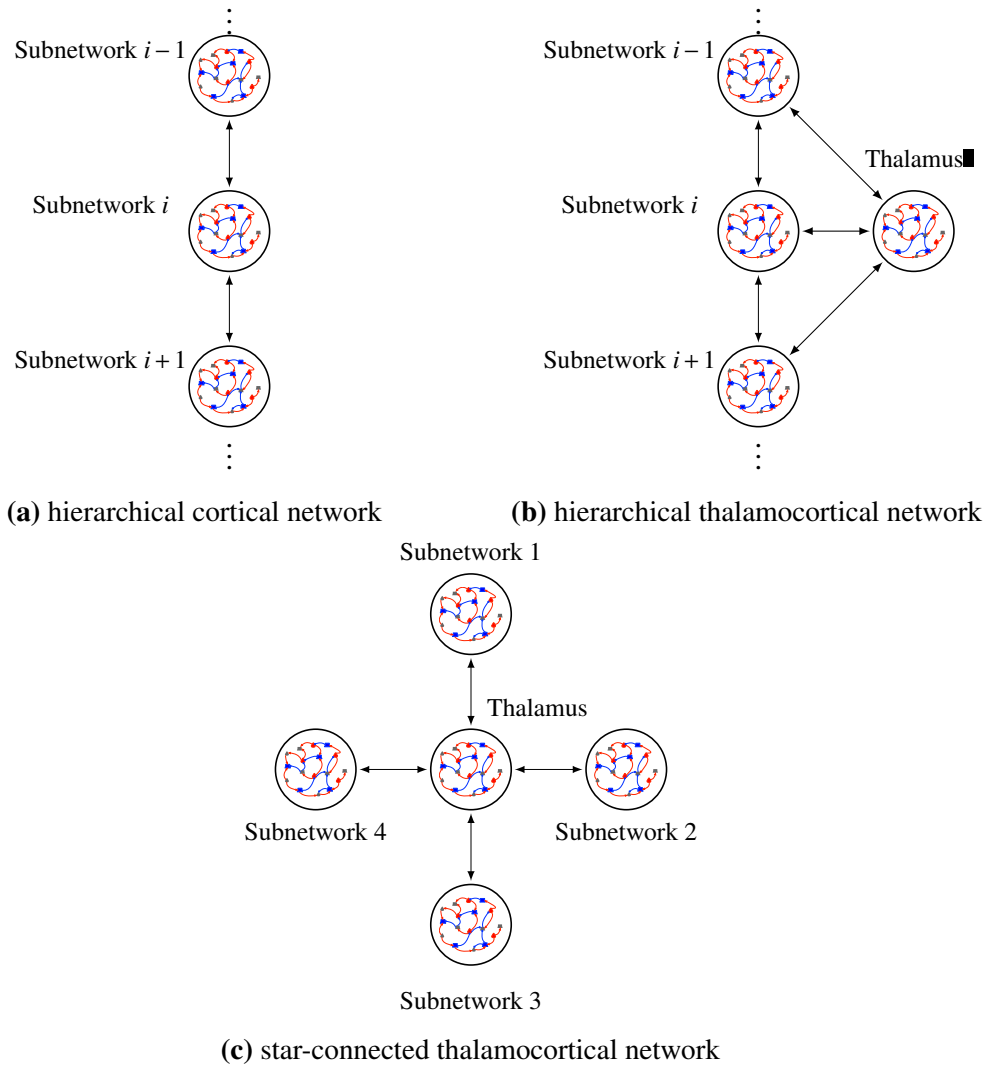 Subnetwork i − 1
Subnetwork i
Subnetwork i + 1
(a) hierarchical cortical network
Subnetwork i − 1
Thalamus
Subnetwork i
Subnetwork i + 1
(b) hierarchical thalamocortical network
Subnetwork 1
Thalamus
Subnetwork 4
Subnetwork 2
Subnetwork 3
(c) star-connected thalamocortical network